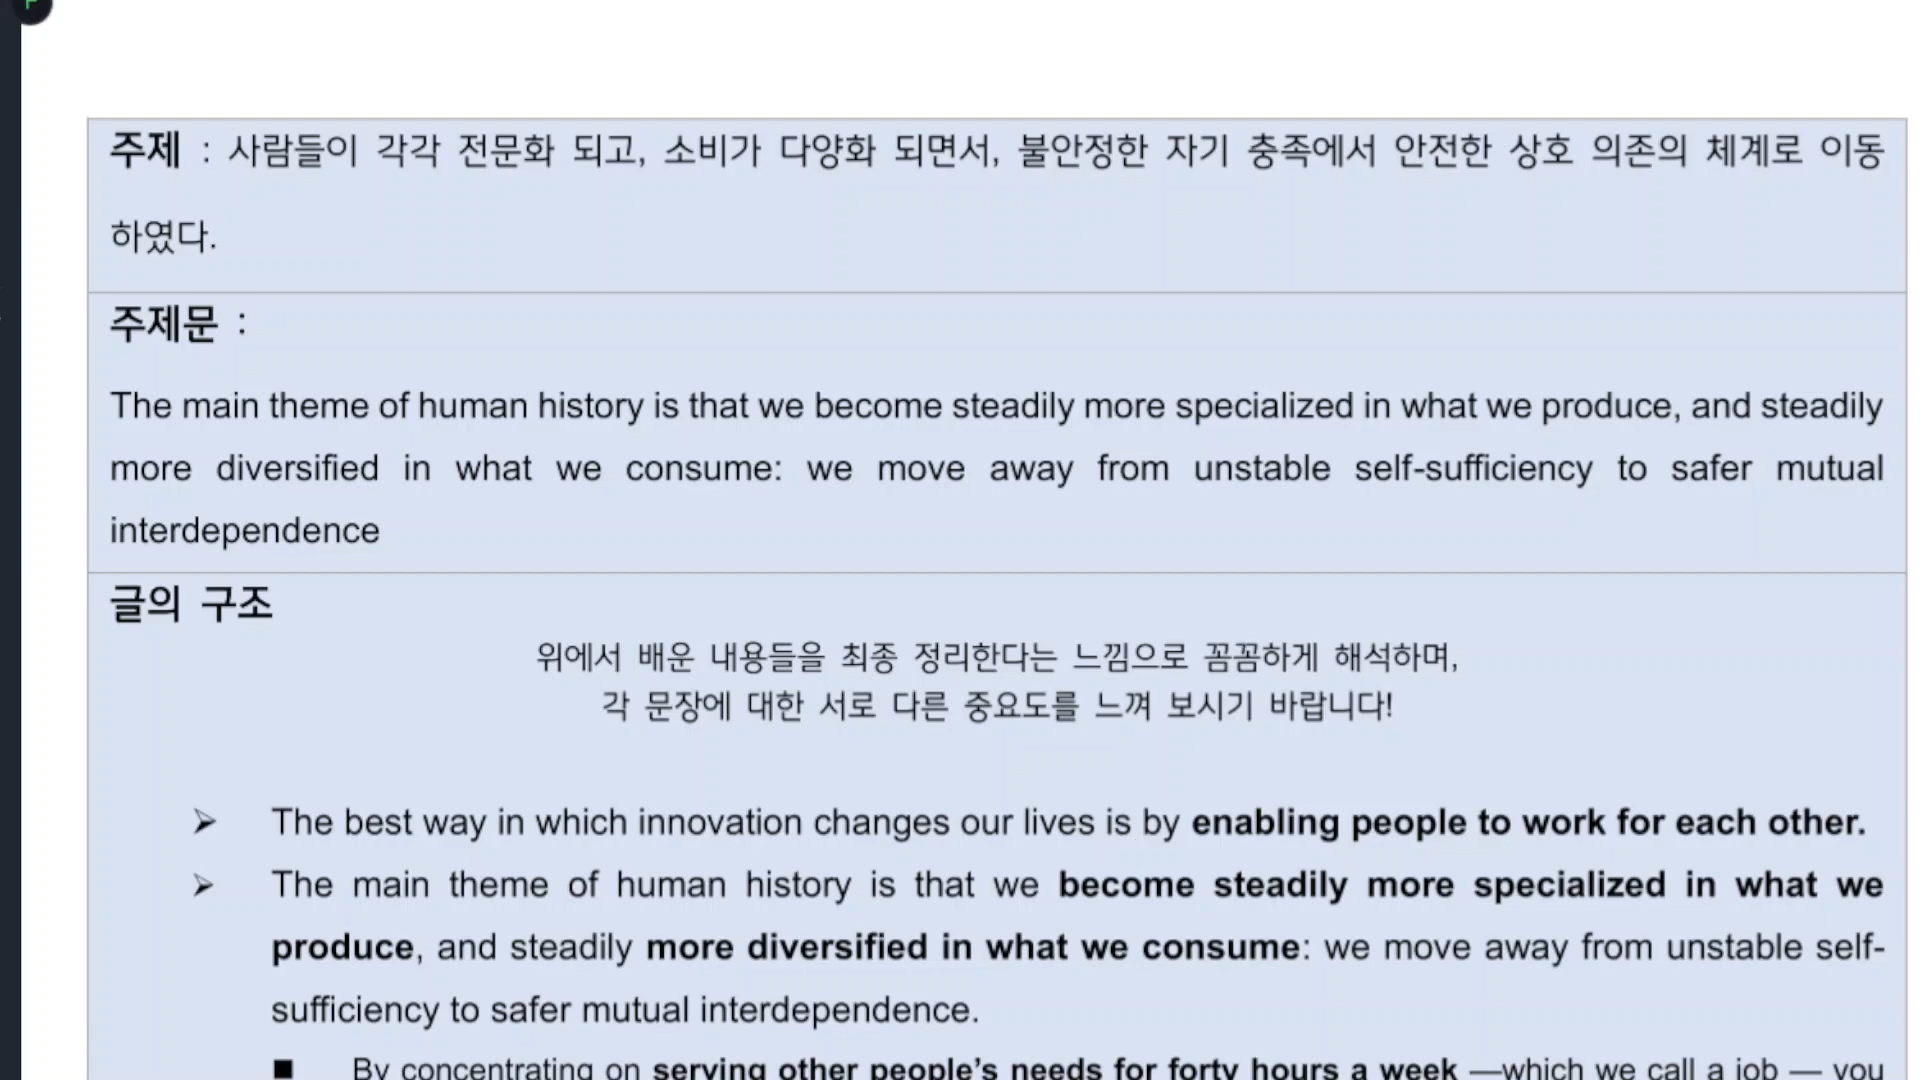 주제 : 사람들이 각각 전문화 되고, 소비가 다양화 되면서, 불안정한 자기 충족에서 안전한 상호 의존의 체계로 이동
하였다.
주제문 :
The main theme of human history is that we become steadily more specialized in what we produce, and steadily
more diversified in what we consume: we move away from unstable self-sufficiency to safer mutual
interdependence
글의 구조
위에서 배운 내용들을 최종 정리한다는 느낌으로 꼼꼼하게 해석하며,
각 문장에 대한 서로 다른 중요도를 느껴 보시기 바랍니다!
➢ The best way in which innovation changes our lives is by enabling people to work for each other.
➢ The main theme of human history is that we become steadily more specialized in what we
produce, and steadily more diversified in what we consume: we move away from unstable self-
sufficiency to safer mutual interdependence.
■ By concentrating on serving other people's needs for forty hours a week —which we call a job — you